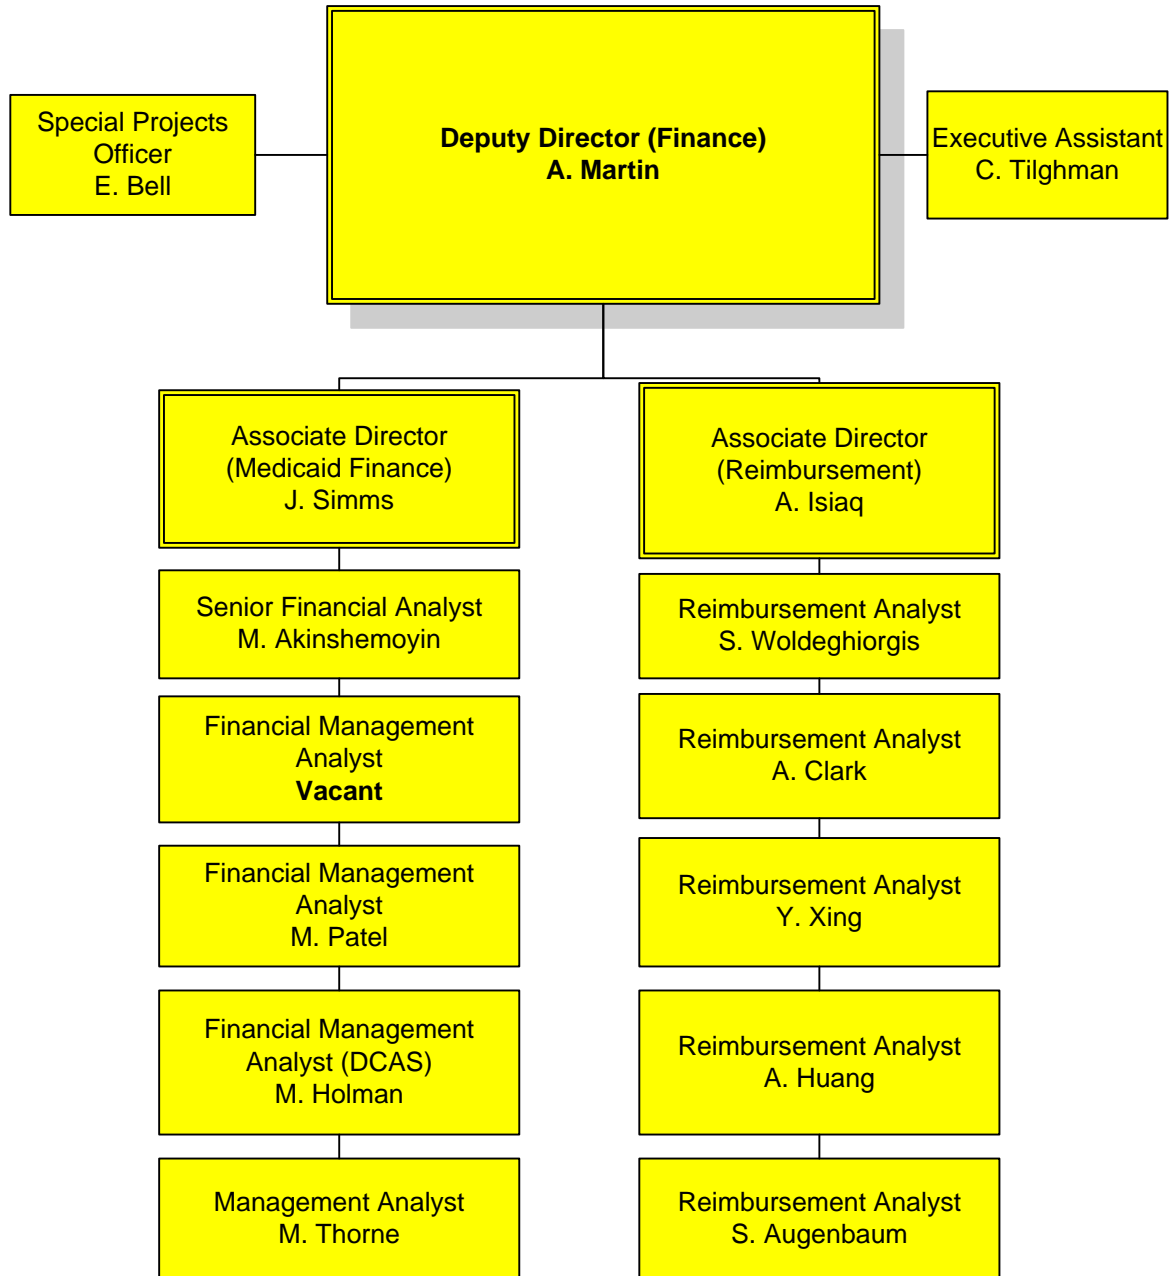 Deputy Director (Finance)
A. Martin
Special Projects
Officer
E. Bell
Executive Assistant
C. Tilghman
Associate Director
(Medicaid Finance)
J. Simms
Senior Financial Analyst
M. Akinshemoyin
Financial Management
Analyst
Vacant
Financial Management
Analyst
M. Patel
Financial Management
Analyst (DCAS)
M. Holman
Management Analyst
M. Thorne
Associate Director
(Reimbursement)
A. Isiaq
Reimbursement Analyst
S. Woldeghiorgis
Reimbursement Analyst
A. Clark
Reimbursement Analyst
Y. Xing
Reimbursement Analyst
A. Huang
Reimbursement Analyst
S. Augenbaum